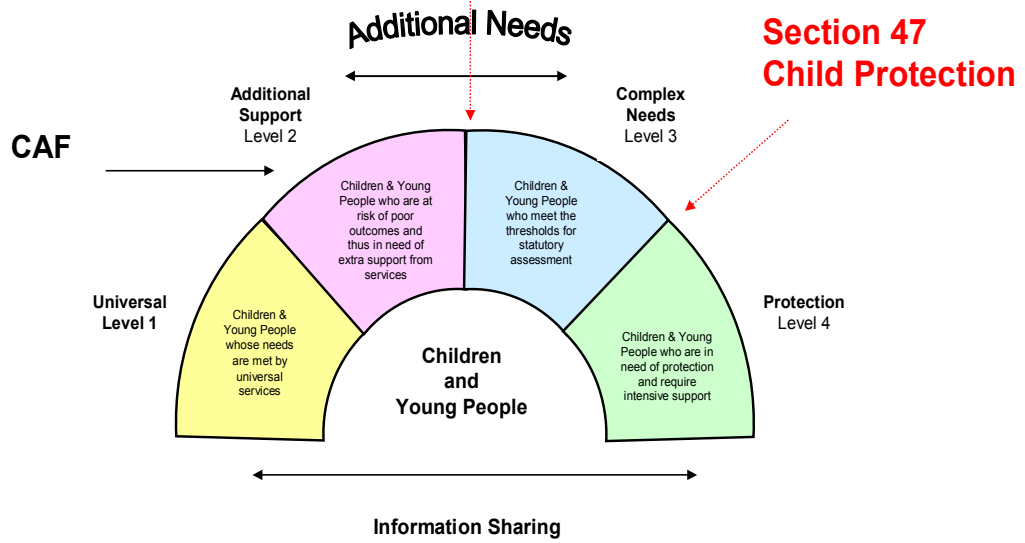 Additional Needs
Section 47
Child Protection
Additional
Support
Level 2
Complex
Needs
Level 3
CAF
Children & Young
People who are at
risk of poor
outcomes and
thus in need of
extra support from
services
Children &
Young People
who meet the
thresholds for
statutory
assessment
Universal
Level 1
Children &
Young People
whose needs
are met by
universal
services
Protection
Level 4
Children & Young
People who are in
need of protection
and require
intensive support
Children
and
Young People
Information Sharing